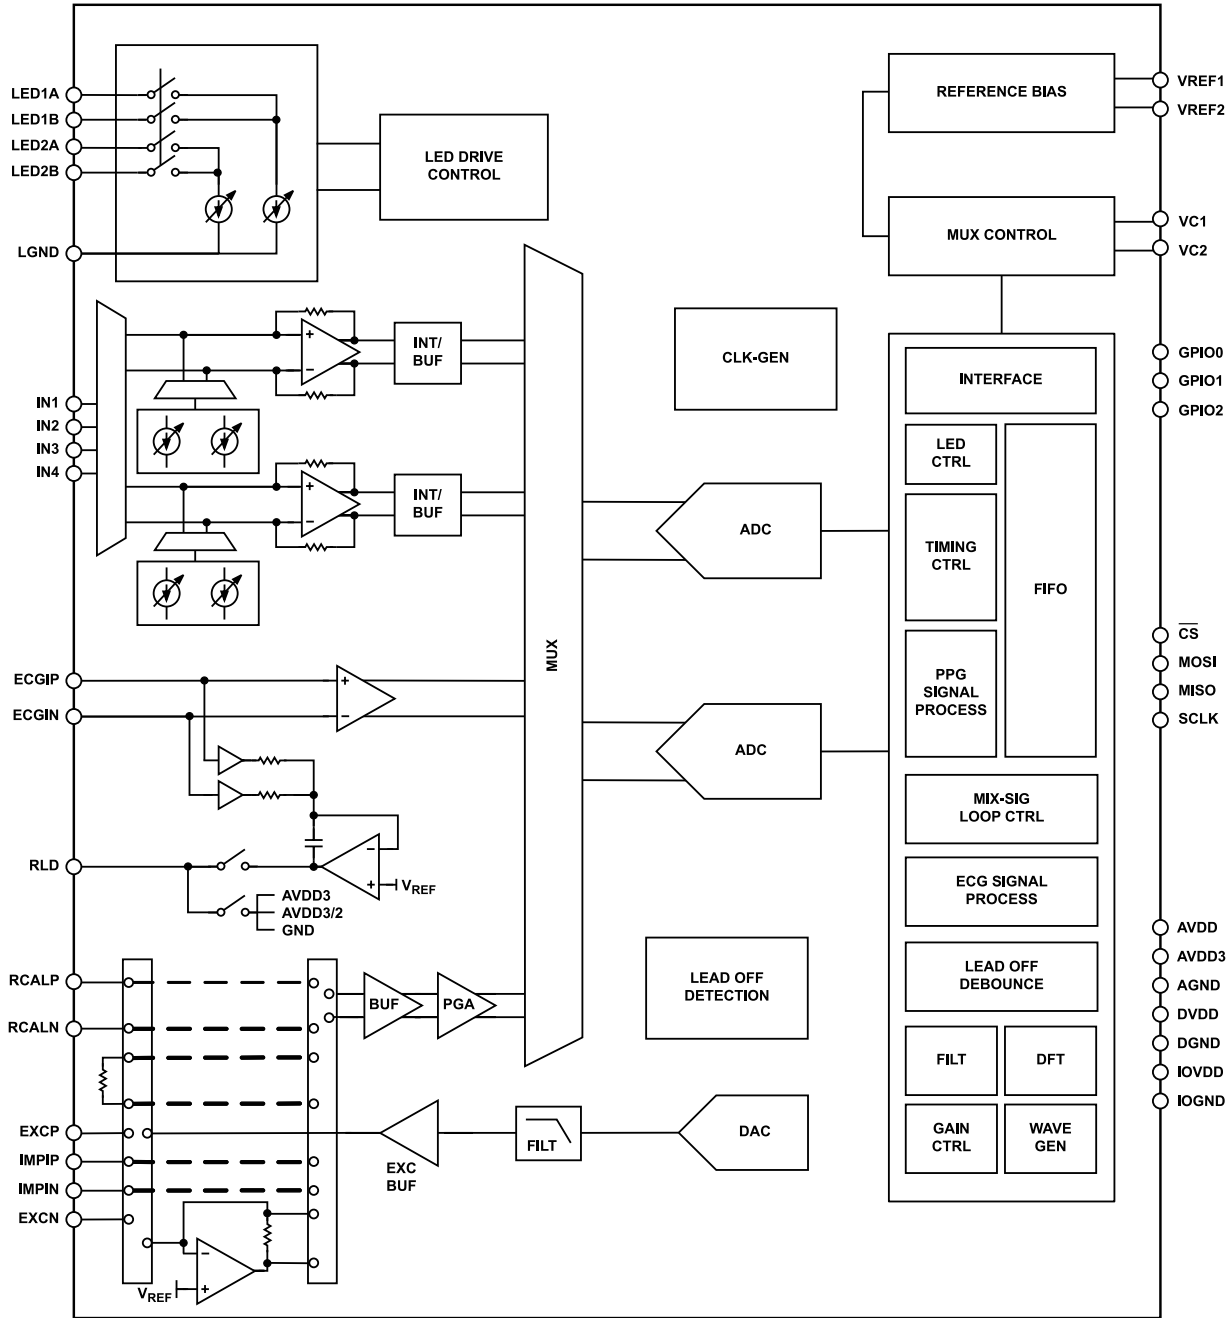 LED1A
LED1B
LED2A
LED2B
LGND
LED DRIVE
CONTROL
REFERENCE BIAS
VREF1
VREF2
MUX CONTROL
VC1
VC2
IN1
IN2
IN3
IN4
+
−
INT/
BUF
+
−
INT/
BUF
CLK-GEN
MUX
ADC
ADC
INTERFACE
LED
CTRL
TIMING
CTRL
PPG
SIGNAL
PROCESS
FIFO
MIX-SIG
LOOP CTRL
ECG SIGNAL
PROCESS
LEAD OFF
DEBOUNCE
FILT
DFT
GAIN
CTRL
WAVE
GEN
GPIO0
GPIO1
GPIO2
CS
MOSI
MISO
SCLK
AVDD
AVDD3
AGND
DVDD
DGND
IOVDD
IOGND
ECGIP
ECGIN
+
−
RLD
−
+
VREF
AVDD3
AVDD3/2
GND
RCALP
RCALN
BUF
PGA
LEAD OFF
DETECTION
EXCP
IMPIP
IMPIN
EXCN
EXC
BUF
FILT
DAC
−
+
VREF